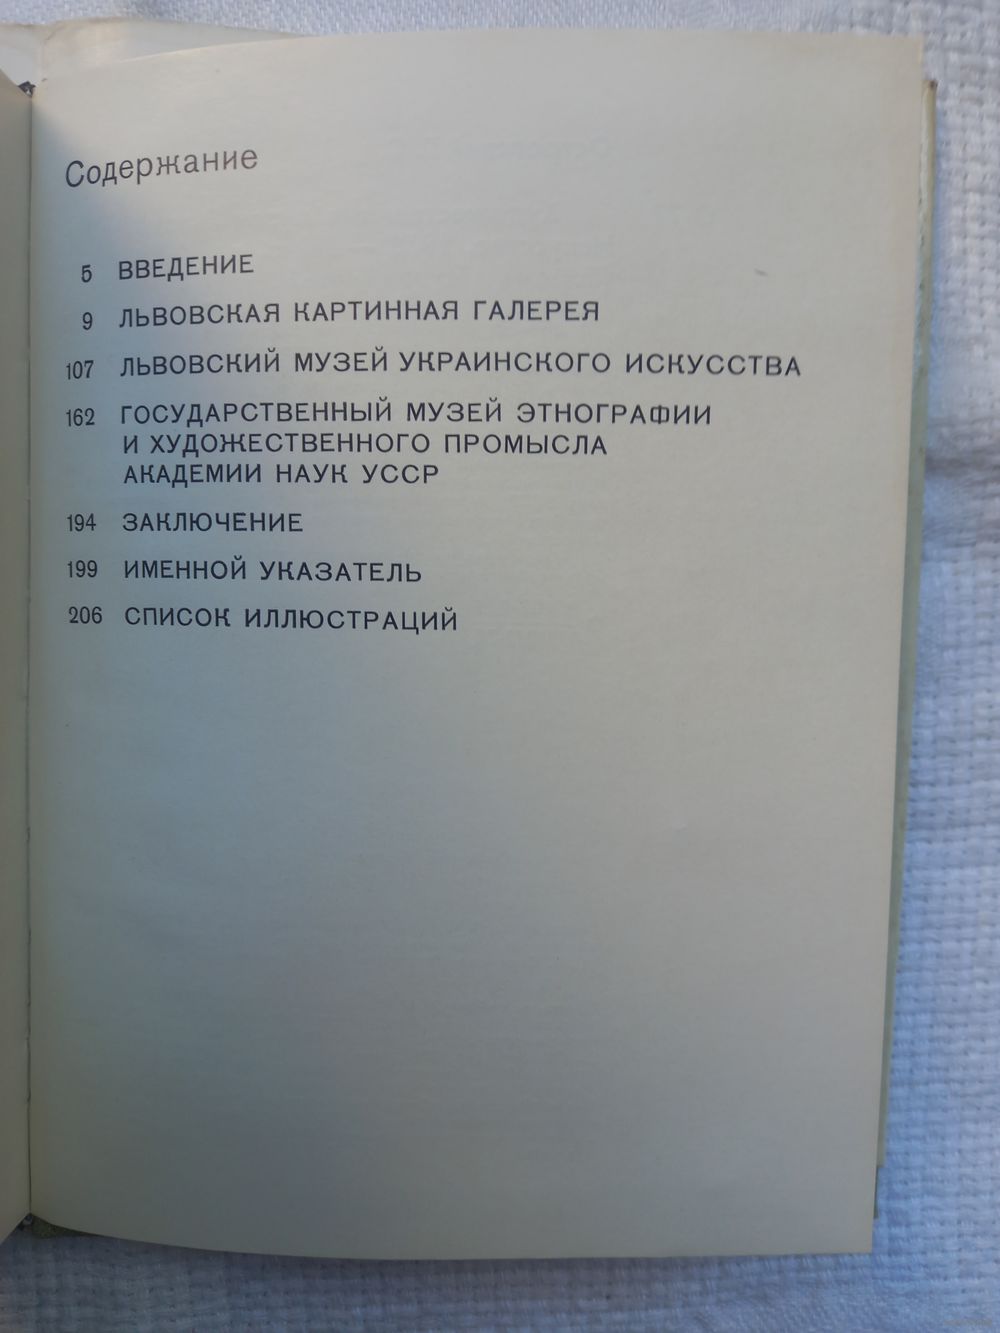 Содержание
5 ВВЕДЕНИЕ
9 ЛЬВОВСКАЯ КАРТИННАЯ ГАЛЕРЕЯ
107 ЛЬВОВСКИЙ МУЗЕЙ УКРАИНСКОГО ИСКУССТВА
162 ГОСУДАРСТВЕННЫЙ МУЗЕЙ ЭТНОГРАФИИ
И ХУДОЖЕСТВЕННОГО ПРОМЫСЛА
АКАДЕМИИ НАУК УССР
194 ЗАКЛЮЧЕНИЕ
199 ИМЕННОЙ УКАЗАТЕЛЬ
206 СПИСОК ИЛЛЮСТРАЦИЙ